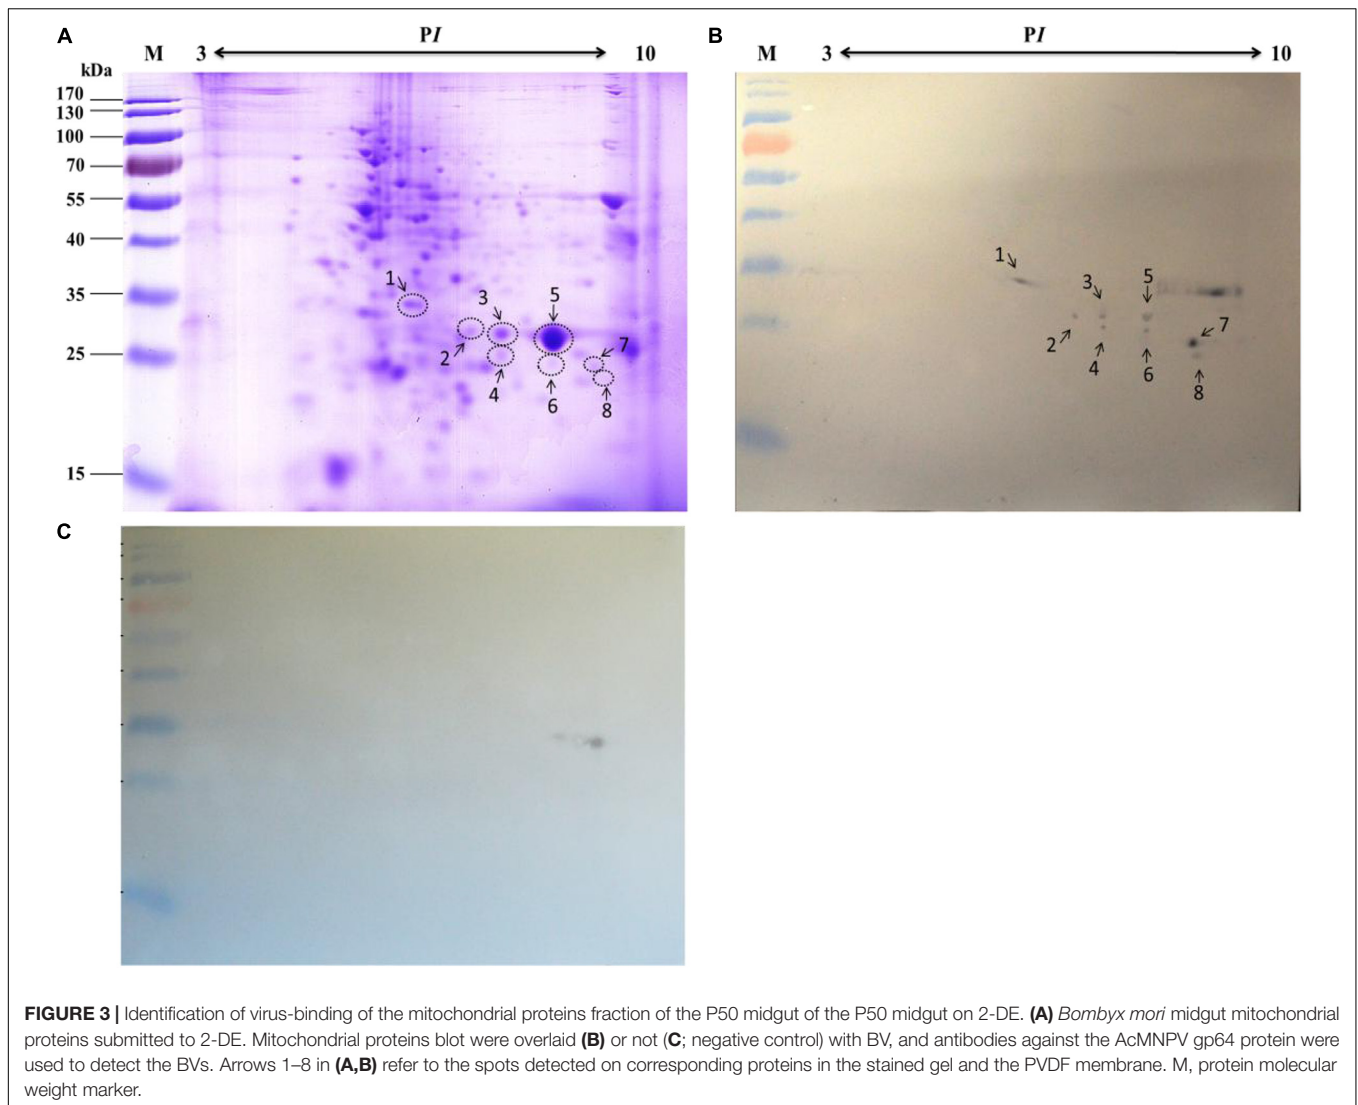 A
B
PI
PI
M
3
10
M
3
10
kDa
170
130
100
70
55
40
35
25
15
1
2
3
4
5
6
7
8
1
2
3
4
5
6
7
8
C
FIGURE 3 | Identification of virus-binding of the mitochondrial proteins fraction of the P50 midgut of the P50 midgut on 2-DE. (A) Bombyx mori midgut mitochondrial
proteins submitted to 2-DE. Mitochondrial proteins blot were overlaid (B) or not (C; negative control) with BV, and antibodies against the AcMNPV gp64 protein were
used to detect the BVs. Arrows 1–8 in (A,B) refer to the spots detected on corresponding proteins in the stained gel and the PVDF membrane. M, protein molecular
weight marker.